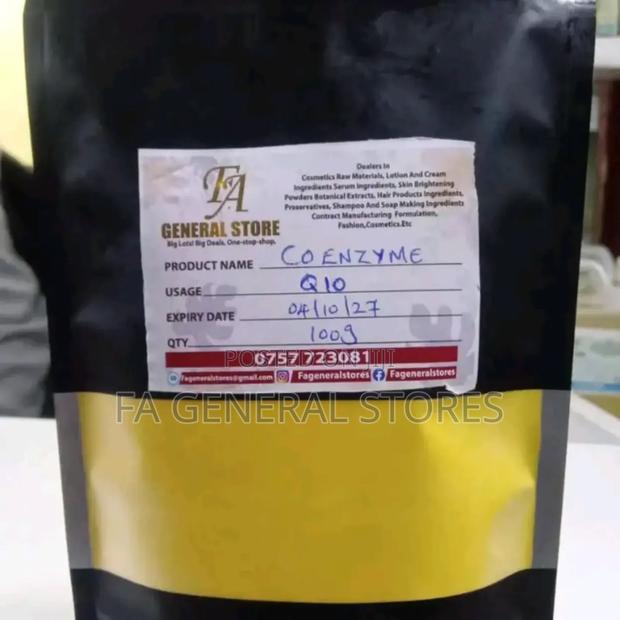 FA
GENERAL STORE
Big Lots! Big Deals, One-stop-shop.
Dealers In
Cosmetics Raw Materials, Lotion And Cream
Ingredients Serum Ingredients, Skin Brightening
Powders Botanical Extracts, Hair Products Ingredients,
Preservatives, Shampoo And Soap Making Ingredients
Contract Manufacturing Formulation,
Fashion,Cosmetics.Etc
PRODUCT NAME COENZYME
USAGE Q10
EXPIRY DATE 04/10/27
QTY 100g
0757 723081
Fageneralstores@gmail.com Fageneralstores Fageneralstores
FA GENERAL STORES